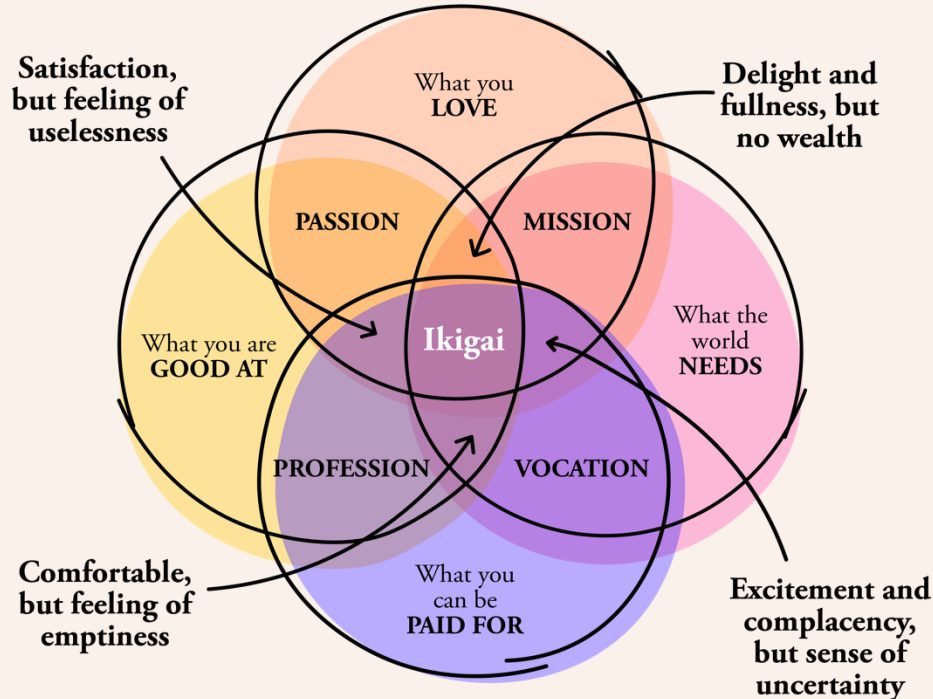 Satisfaction,
but feeling of
uselessness
What you
LOVE
Delight and
fullness, but
no wealth
PASSION
MISSION
What you are
GOOD AT
Ikigai
What the
world
NEEDS
PROFESSION
VOCATION
Comfortable,
but feeling of
emptiness
What you
can be
PAID FOR
Excitement and
complacency,
but sense of
uncertainty